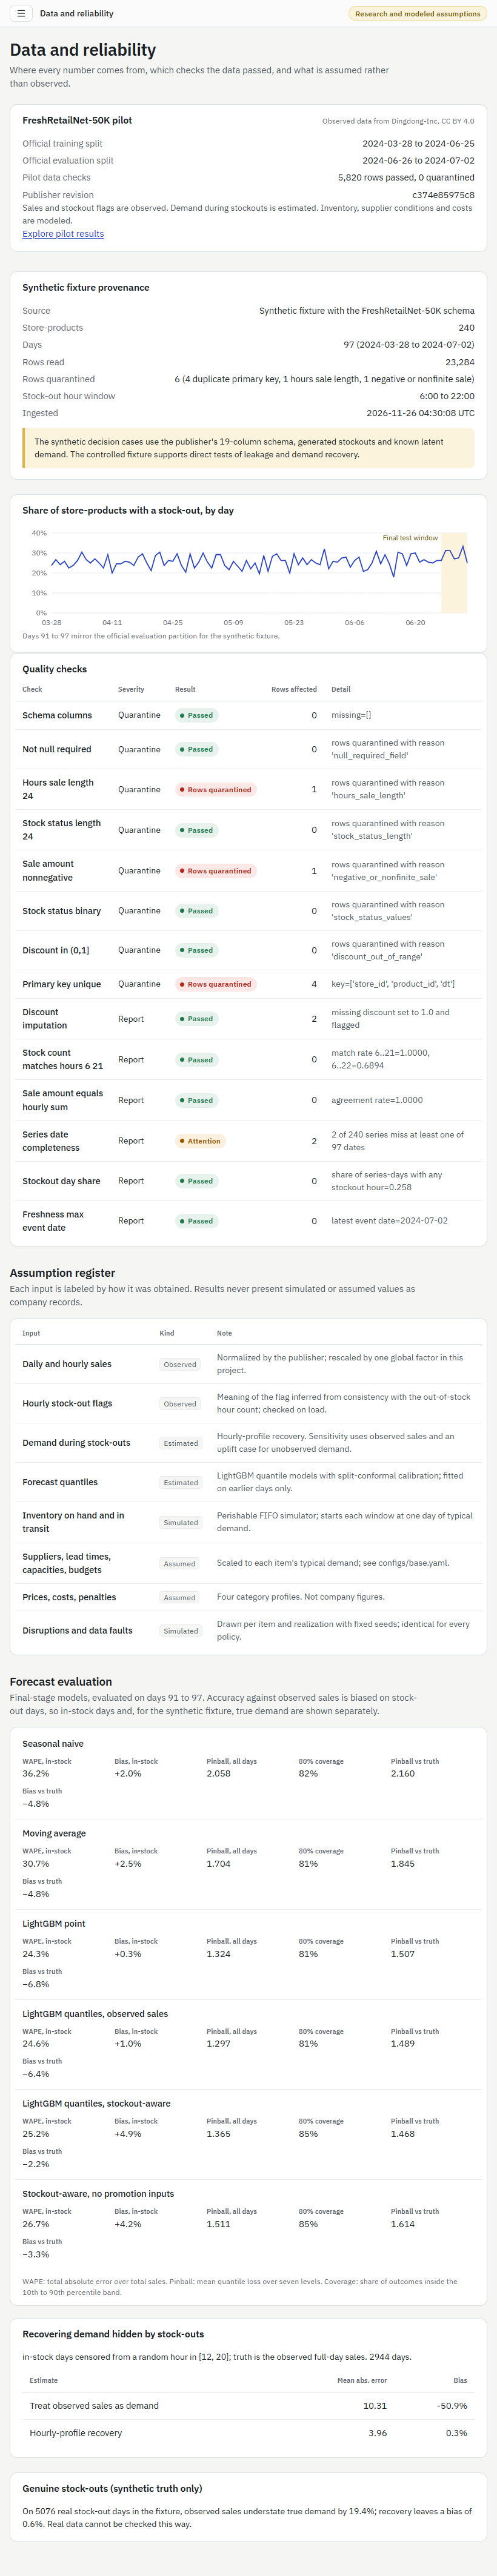 Data and reliability
Research and modeled assumptions
Data and reliability
Where every number comes from, which checks the data passed, and what is assumed rather
than observed.
FreshRetailNet-50K pilot
Observed data from Dingdong-Inc, CC BY 4.0
Official training split 2024-03-28 to 2024-06-25
Official evaluation split 2024-06-26 to 2024-07-02
Pilot data checks 5,820 rows passed, 0 quarantined
Publisher revision c374e85975c8
Sales and stockout flags are observed. Demand during stockouts is estimated. Inventory, supplier conditions and costs
are modeled.
Explore pilot results
Synthetic fixture provenance
Source Synthetic fixture with the FreshRetailNet-50K schema
Store-products 240
Days 97 (2024-03-28 to 2024-07-02)
Rows read 23,284
Rows quarantined 6 (4 duplicate primary key, 1 hours sale length, 1 negative or nonfinite sale)
Stock-out hour window 6:00 to 22:00
Ingested 2026-11-26 04:30:08 UTC
The synthetic decision cases use the publisher's 19-column schema, generated stockouts and known latent
demand. The controlled fixture supports direct tests of leakage and demand recovery.
Share of store-products with a stock-out, by day
40%
30%
20%
10%
0%
Final test window
03-28 04-11 04-25 05-09 05-23 06-06 06-20
Days 91 to 97 mirror the official evaluation partition for the synthetic fixture.
Quality checks
Check Severity Result Rows affected Detail
Schema columns Quarantine Passed 0 missing=[]
Not null required Quarantine Passed 0 rows quarantined with reason
'null_required_field'
Hours sale length
24 Quarantine Rows quarantined 1 rows quarantined with reason
'hours_sale_length'
Stock status length
24 Quarantine Passed 0 rows quarantined with reason
'stock_status_length'
Sale amount
nonnegative Quarantine Rows quarantined 1 rows quarantined with reason
'negative_or_nonfinite_sale'
Stock status binary Quarantine Passed 0 rows quarantined with reason
'stock_status_values'
Discount in (0,1] Quarantine Passed 0 rows quarantined with reason
'discount_out_of_range'
Primary key unique Quarantine Rows quarantined 4 key=['store_id', 'product_id', 'dt']
Discount
imputation Report Passed 2 missing discount set to 1.0 and
flagged
Stock count
matches hours 6 21 Report Passed 0 match rate 6..21=1.0000,
6..22=0.6894
Sale amount equals
hourly sum Report Passed 0 agreement rate=1.0000
Series date
completeness Report Attention 2 2 of 240 series miss at least one of
97 dates
Stockout day share Report Passed 0 share of series-days with any
stockout hour=0.258
Freshness max
event date Report Passed 0 latest event date=2024-07-02
Assumption register
Each input is labeled by how it was obtained. Results never present simulated or assumed values as
company records.
Input Kind Note
Daily and hourly sales Observed Normalized by the publisher; rescaled by one global factor in this
project.
Hourly stock-out flags Observed Meaning of the flag inferred from consistency with the out-of-stock
hour count; checked on load.
Demand during stock-outs Estimated Hourly-profile recovery. Sensitivity uses observed sales and an
uplift case for unobserved demand.
Forecast quantiles Estimated LightGBM quantile models with split-conformal calibration; fitted
on earlier days only.
Inventory on hand and in
transit Simulated Perishable FIFO simulator; starts each window at one day of typical
demand.
Suppliers, lead times,
capacities, budgets Assumed Scaled to each item's typical demand; see configs/base.yaml.
Prices, costs, penalties Assumed Four category profiles. Not company figures.
Disruptions and data faults Simulated Drawn per item and realization with fixed seeds; identical for every
policy.
Forecast evaluation
Final-stage models, evaluated on days 91 to 97. Accuracy against observed sales is biased on stock-
out days, so in-stock days and, for the synthetic fixture, true demand are shown separately.
Seasonal naive
WAPE, in-stock Bias, in-stock Pinball, all days 80% coverage Pinball vs truth
36.2% +2.0% 2.058 82% 2.160
Bias vs truth
−4.8%
Moving average
WAPE, in-stock Bias, in-stock Pinball, all days 80% coverage Pinball vs truth
30.7% +2.5% 1.704 81% 1.845
Bias vs truth
−4.8%
LightGBM point
WAPE, in-stock Bias, in-stock Pinball, all days 80% coverage Pinball vs truth
24.3% +0.3% 1.324 81% 1.507
Bias vs truth
−6.8%
LightGBM quantiles, observed sales
WAPE, in-stock Bias, in-stock Pinball, all days 80% coverage Pinball vs truth
24.6% +1.0% 1.297 81% 1.489
Bias vs truth
−6.4%
LightGBM quantiles, stockout-aware
WAPE, in-stock Bias, in-stock Pinball, all days 80% coverage Pinball vs truth
25.2% +4.9% 1.365 85% 1.468
Bias vs truth
−2.2%
Stockout-aware, no promotion inputs
WAPE, in-stock Bias, in-stock Pinball, all days 80% coverage Pinball vs truth
26.7% +4.2% 1.511 85% 1.614
Bias vs truth
−3.3%
WAPE: total absolute error over total sales. Pinball: mean quantile loss over seven levels. Coverage: share of outcomes inside the
10th to 90th percentile band.
Recovering demand hidden by stock-outs
in-stock days censored from a random hour in [12, 20]; truth is the observed full-day sales. 2944 days.
Estimate Mean abs. error Bias
Treat observed sales as demand 10.31 -50.9%
Hourly-profile recovery 3.96 0.3%
Genuine stock-outs (synthetic truth only)
On 5076 real stock-out days in the fixture, observed sales understate true demand by 19.4%; recovery leaves a bias of
0.6%. Real data cannot be checked this way.